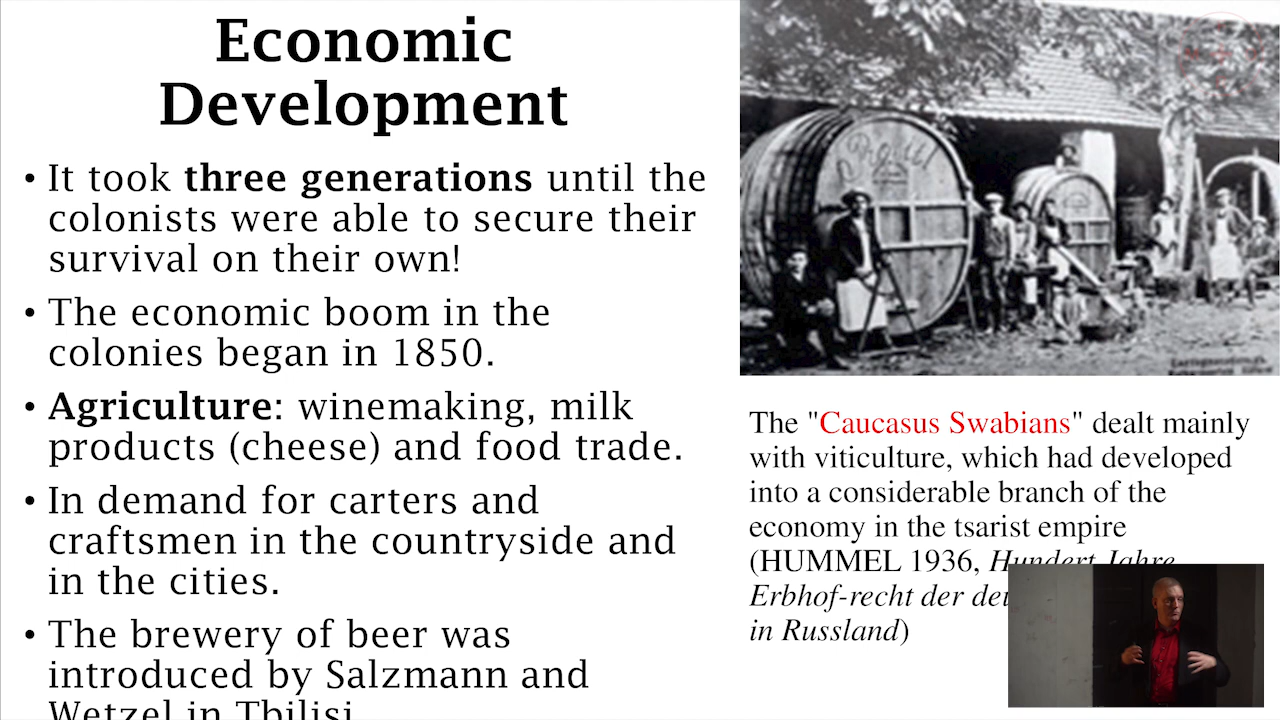 Economic
Development
• It took three generations until the
colonists were able to secure their
survival on their own!
• The economic boom in the
colonies began in 1850.
• Agriculture: winemaking, milk
products (cheese) and food trade.
• In demand for carters and
craftsmen in the countryside and
in the cities.
• The brewery of beer was
introduced by Salzmann and
Wetzel in Tbilisi
The "Caucasus Swabians" dealt mainly
with viticulture, which had developed
into a considerable branch of the
economy in the tsarist empire
(HUMMEL 1936, Hundert Jahre
Erbhof-recht der
in Russland)